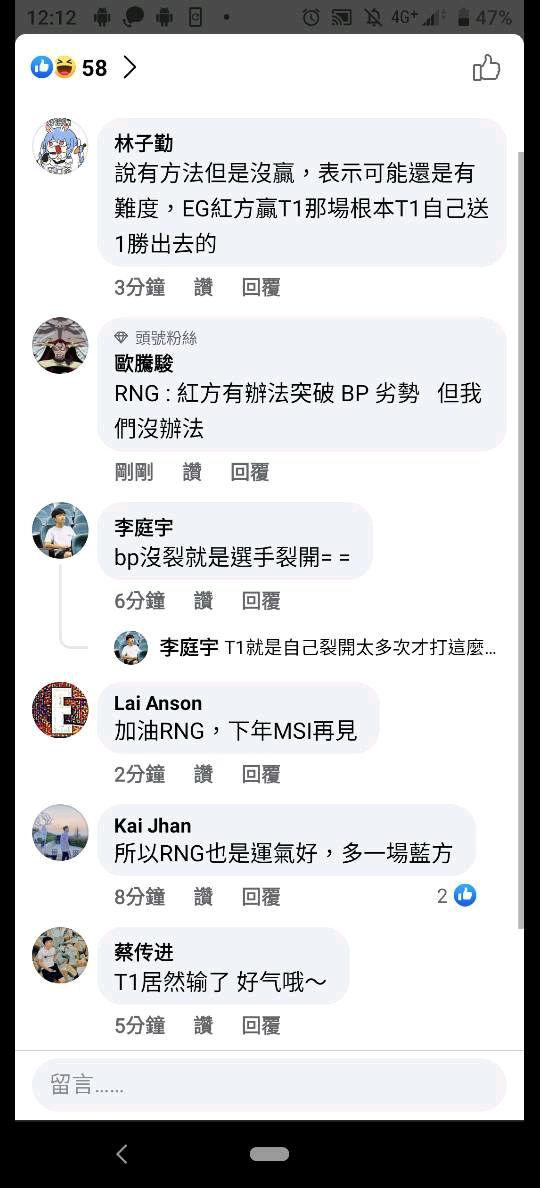 12:12
4G+
47%
58
林子勤
說有方法但是沒贏，表示可能還是有
難度，EG紅方贏T1那場根本T1自己送
1勝出去的
3分鐘 讚 回覆
頭號粉絲
歐騰駿
RNG : 紅方有辦法突破 BP 劣勢 但我
們沒辦法
剛剛 讚 回覆
李庭宇
bp沒裂就是選手裂開= =
6分鐘 讚 回覆
李庭宇 T1就是自己裂開太多次才打這麼...
Lai Anson
加油RNG，下年MSI再見
2分鐘 讚 回覆
Kai Jhan
所以RNG也是運氣好，多一場藍方
8分鐘 讚 回覆 2
蔡传进
T1居然输了 好气哦～
5分鐘 讚 回覆
留言......